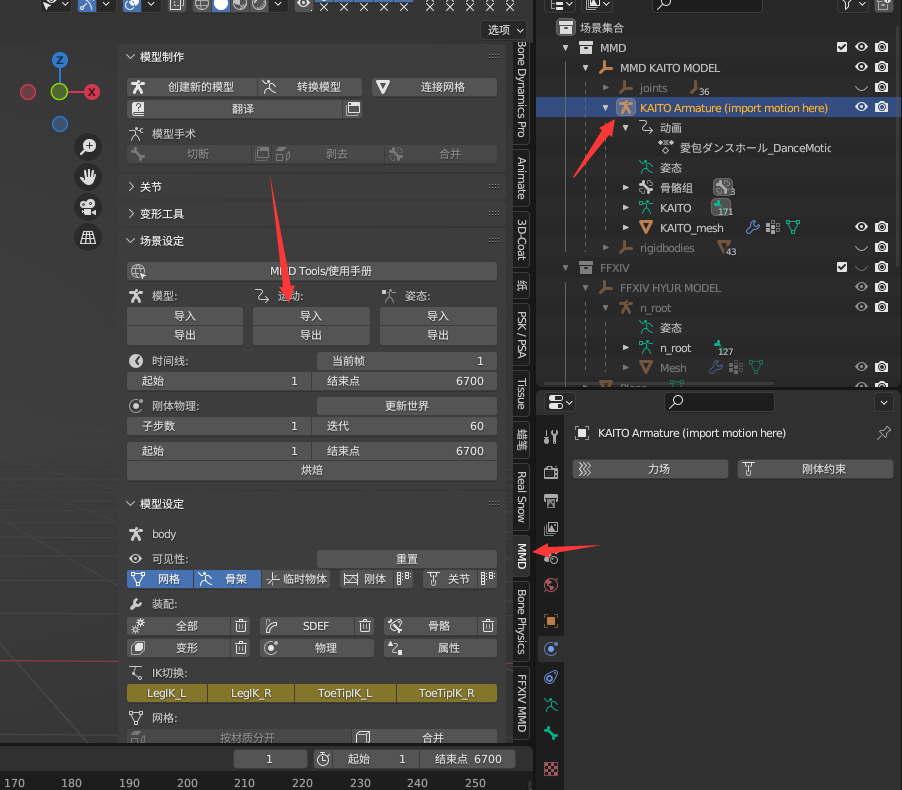 选项
模型制作
创建新的模型
转换模型
连接网格
翻译
模型手术
切断
剥去
合并
关节
变形工具
场景设定
MMD Tools/使用手册
模型:
运动:
姿态:
导入
导入
导入
导出
导出
导出
时间线:
当前帧 1
起始 1
结束点 6700
刚体物理:
更新世界
子步数 1
迭代 60
起始 1
结束点 6700
烘焙
模型设定
body
可见性:
重置
网格
骨架
临时物体
刚体
关节
装配:
全部
SDEF
骨骼
变形
物理
属性
IK切换:
LegIK_L
LegIK_R
ToeTipIK_L
ToeTipIK_R
网格:
按材质分开
合并
Bone Dynamics Pro
Animate
3D-Coat
纸
PSK / PSA
Tissue
蜡笔
Real Snow
MMD
Bone Physics
FFXIV MMD
1
起始 1
结束点 6700
170 180 190 200 210 220 230 240 250
Z
X
场景集合
MMD
MMD KAITO MODEL
joints 36
KAITO Armature (import motion here)
动画
愛包ダンスホール_DanceMotic
姿态
骨骼组 3
KAITO 171
KAITO_mesh
rigidbodies 43
FFXIV
FFXIV HYUR MODEL
n_root
姿态
n_root 127
Mesh
KAITO Armature (import motion here)
力场
刚体约束